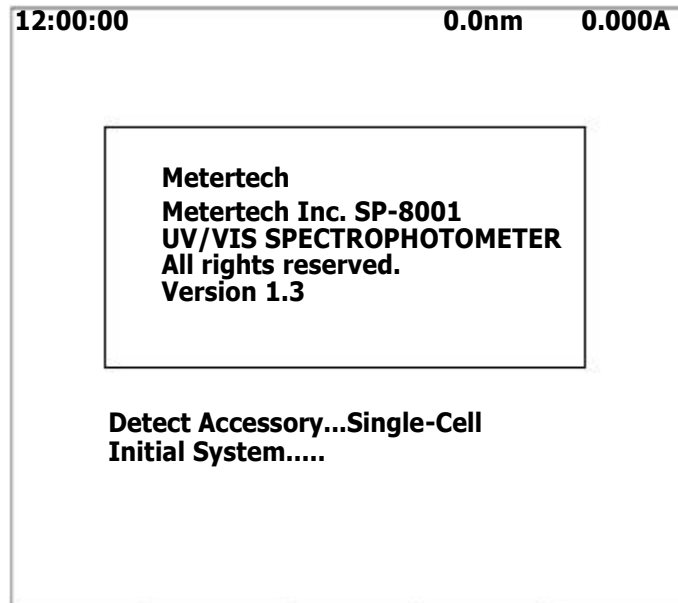 12:00:00 0.0nm 0.000A
Metertech
Metertech Inc. SP-8001
UV/VIS SPECTROPHOTOMETER
All rights reserved.
Version 1.3
Detect Accessory...Single-Cell
Initial System.....